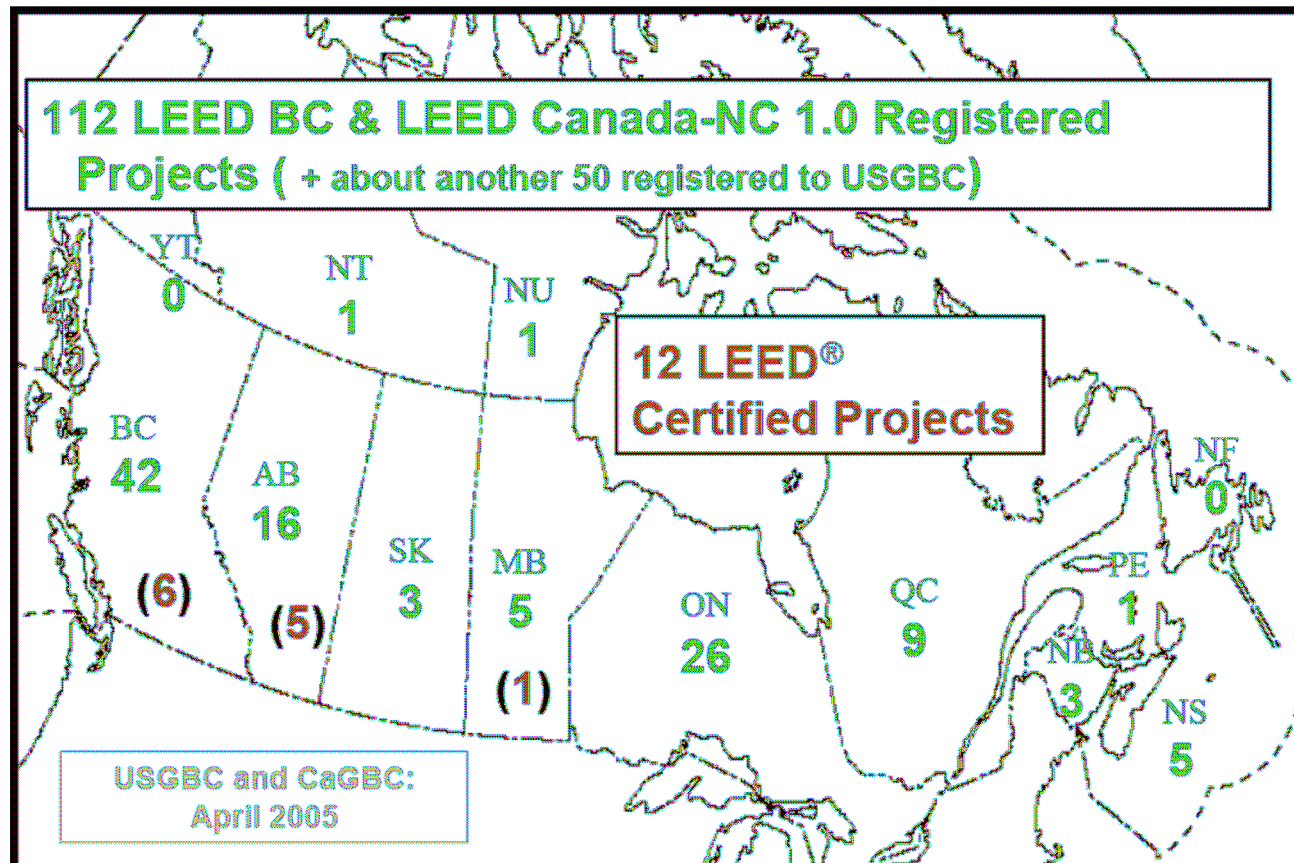 112 LEED BC & LEED Canada-NC 1.0 Registered
Projects ( + about another 50 registered to USGBC)
YT
0
NT
1
NU
1
12 LEED®
Certified Projects
BC
42
AB
16
SK
3
MB
5
ON
26
QC
9
NF
0
PE
1
NB
3
NS
5
(6)
(5)
(1)
USGBC and CaGBC:
April 2005